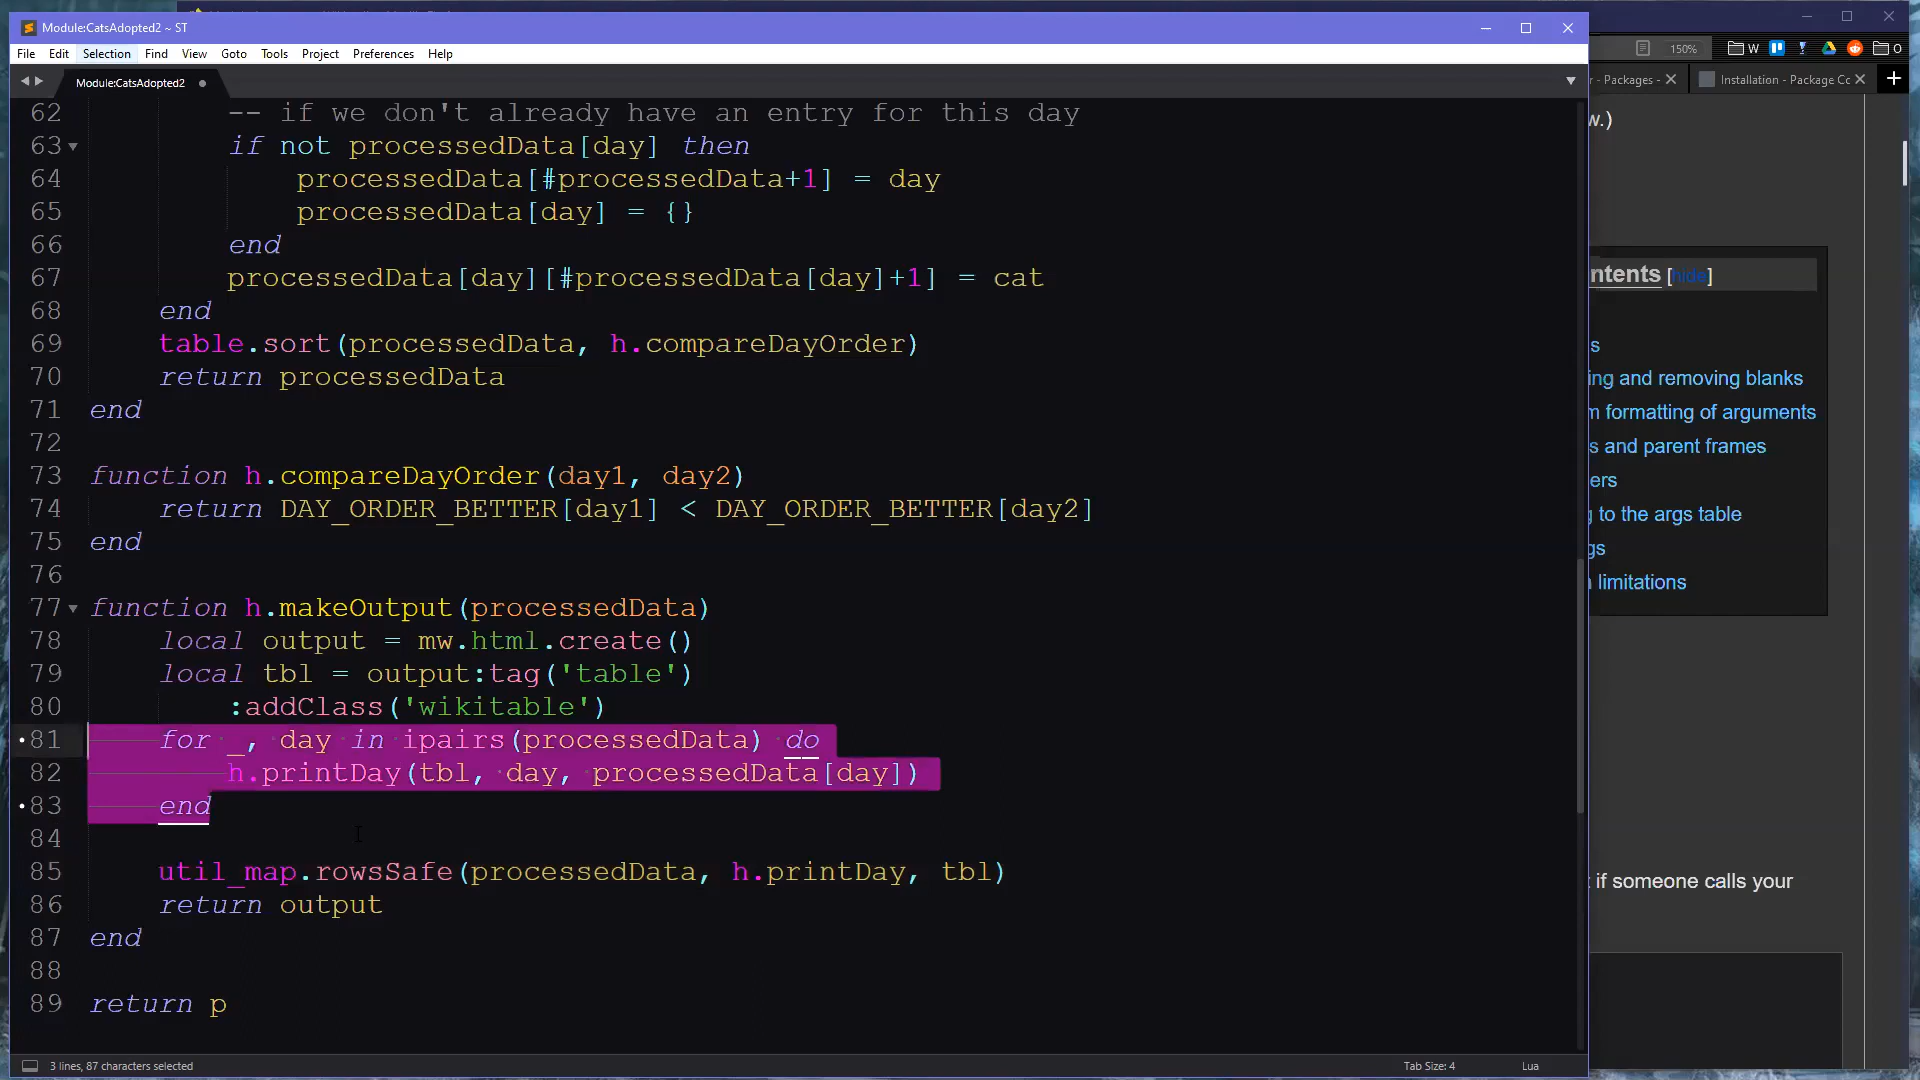 Module:CatsAdopted2 ~ ST
File Edit Selection Find View Goto Tools Project Preferences Help
150% W O
Module:CatsAdopted2
r - Packages - Installation - Package Cc
62 -- if we don't already have an entry for this day
63 if not processedData[day] then
64 processedData[#processedData+1] = day
65 processedData[day] = {}
66 end
67 processedData[day][#processedData[day]+1] = cat
68 end
69 table.sort(processedData, h.compareDayOrder)
70 return processedData
71 end
72
73 function h.compareDayOrder(day1, day2)
74 return DAY_ORDER_BETTER[day1] < DAY_ORDER_BETTER[day2]
75 end
76
77 function h.makeOutput(processedData)
78 local output = mw.html.create()
79 local tbl = output:tag('table')
80 :addClass('wikitable')
81 for _, day in ipairs(processedData) do
82 h.printDay(tbl, day, processedData[day])
83 end
84
85 util_map.rowsSafe(processedData, h.printDay, tbl)
86 return output
87 end
88
89 return p
w.)
ntents [hide]
s
ing and removing blanks
m formatting of arguments
s and parent frames
ers
g to the args table
gs
n limitations
t if someone calls your
3 lines, 87 characters selected
Tab Size: 4
Lua